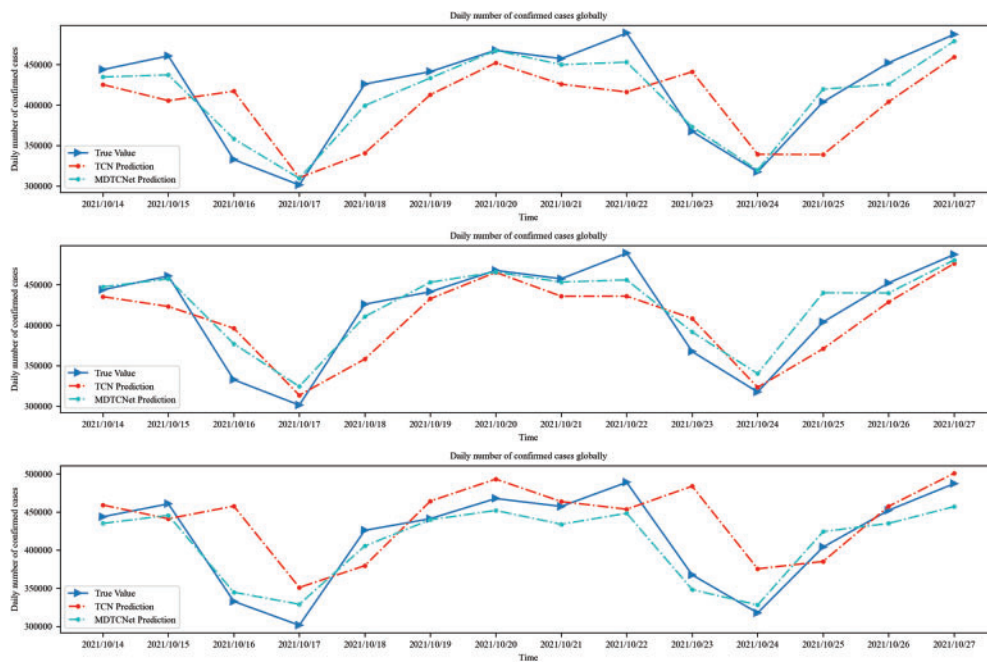 Daily number of confirmed cases globally
Daily number of confirmed cases
450000
400000
350000
300000
True Value
TCN Prediction
MDTCNet Prediction
2021/10/14 2021/10/15 2021/10/16 2021/10/17 2021/10/18 2021/10/19 2021/10/20 2021/10/21 2021/10/22 2021/10/23 2021/10/24 2021/10/25 2021/10/26 2021/10/27
Time
Daily number of confirmed cases globally
Daily number of confirmed cases
450000
400000
350000
300000
True Value
TCN Prediction
MDTCNet Prediction
2021/10/14 2021/10/15 2021/10/16 2021/10/17 2021/10/18 2021/10/19 2021/10/20 2021/10/21 2021/10/22 2021/10/23 2021/10/24 2021/10/25 2021/10/26 2021/10/27
Time
Daily number of confirmed cases globally
Daily number of confirmed cases
500000
450000
400000
350000
300000
True Value
TCN Prediction
MDTCNet Prediction
2021/10/14 2021/10/15 2021/10/16 2021/10/17 2021/10/18 2021/10/19 2021/10/20 2021/10/21 2021/10/22 2021/10/23 2021/10/24 2021/10/25 2021/10/26 2021/10/27
Time